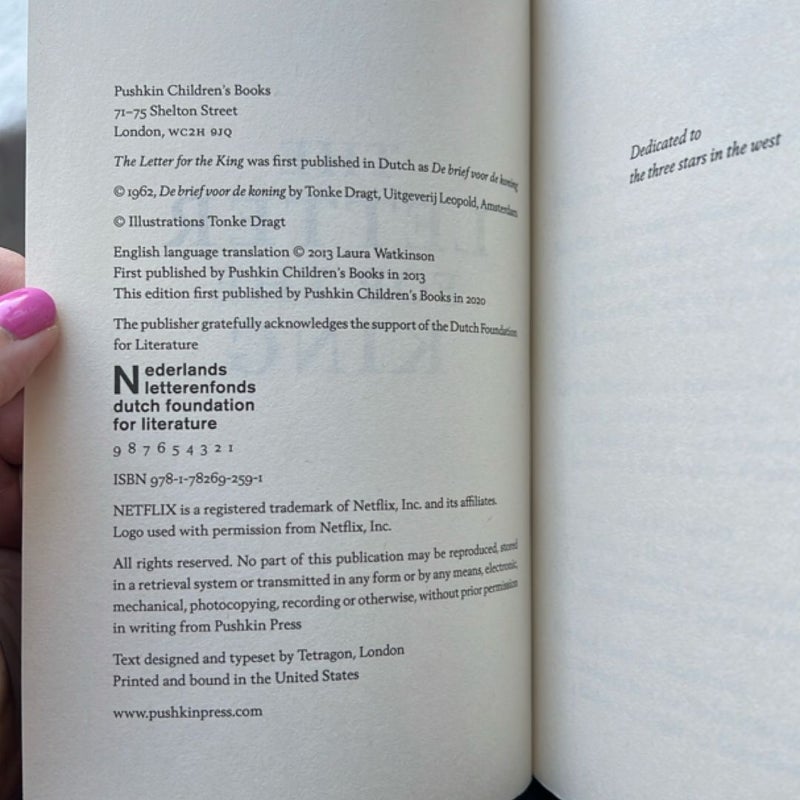 Pushkin Children's Books
71–75 Shelton Street
London, WC2H 9JQ
The Letter for the King was first published in Dutch as De brief voor de koning
© 1962, De brief voor de koning by Tonke Dragt, Uitgeverij Leopold, Amsterdam
© Illustrations Tonke Dragt
English language translation © 2013 Laura Watkinson
First published by Pushkin Children's Books in 2013
This edition first published by Pushkin Children's Books in 2020
The publisher gratefully acknowledges the support of the Dutch Foundation
for Literature
Nederlands
letterenfonds
dutch foundation
for literature
9 8 7 6 5 4 3 2 1
ISBN 978-1-78269-259-1
NETFLIX is a registered trademark of Netflix, Inc. and its affiliates.
Logo used with permission from Netflix, Inc.
All rights reserved. No part of this publication may be reproduced, stored
in a retrieval system or transmitted in any form or by any means, electronic,
mechanical, photocopying, recording or otherwise, without prior permission
in writing from Pushkin Press
Text designed and typeset by Tetragon, London
Printed and bound in the United States
www.pushkinpress.com
Dedicated to
the three stars in the west